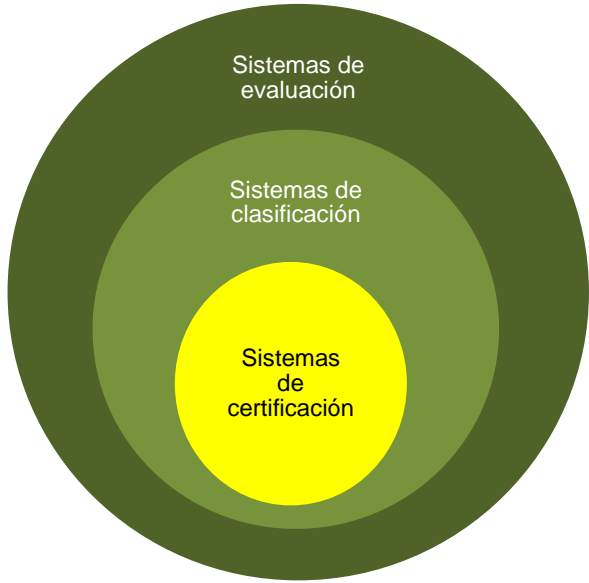 Sistemas de
evaluación
Sistemas de
clasificación
Sistemas
de
certificación